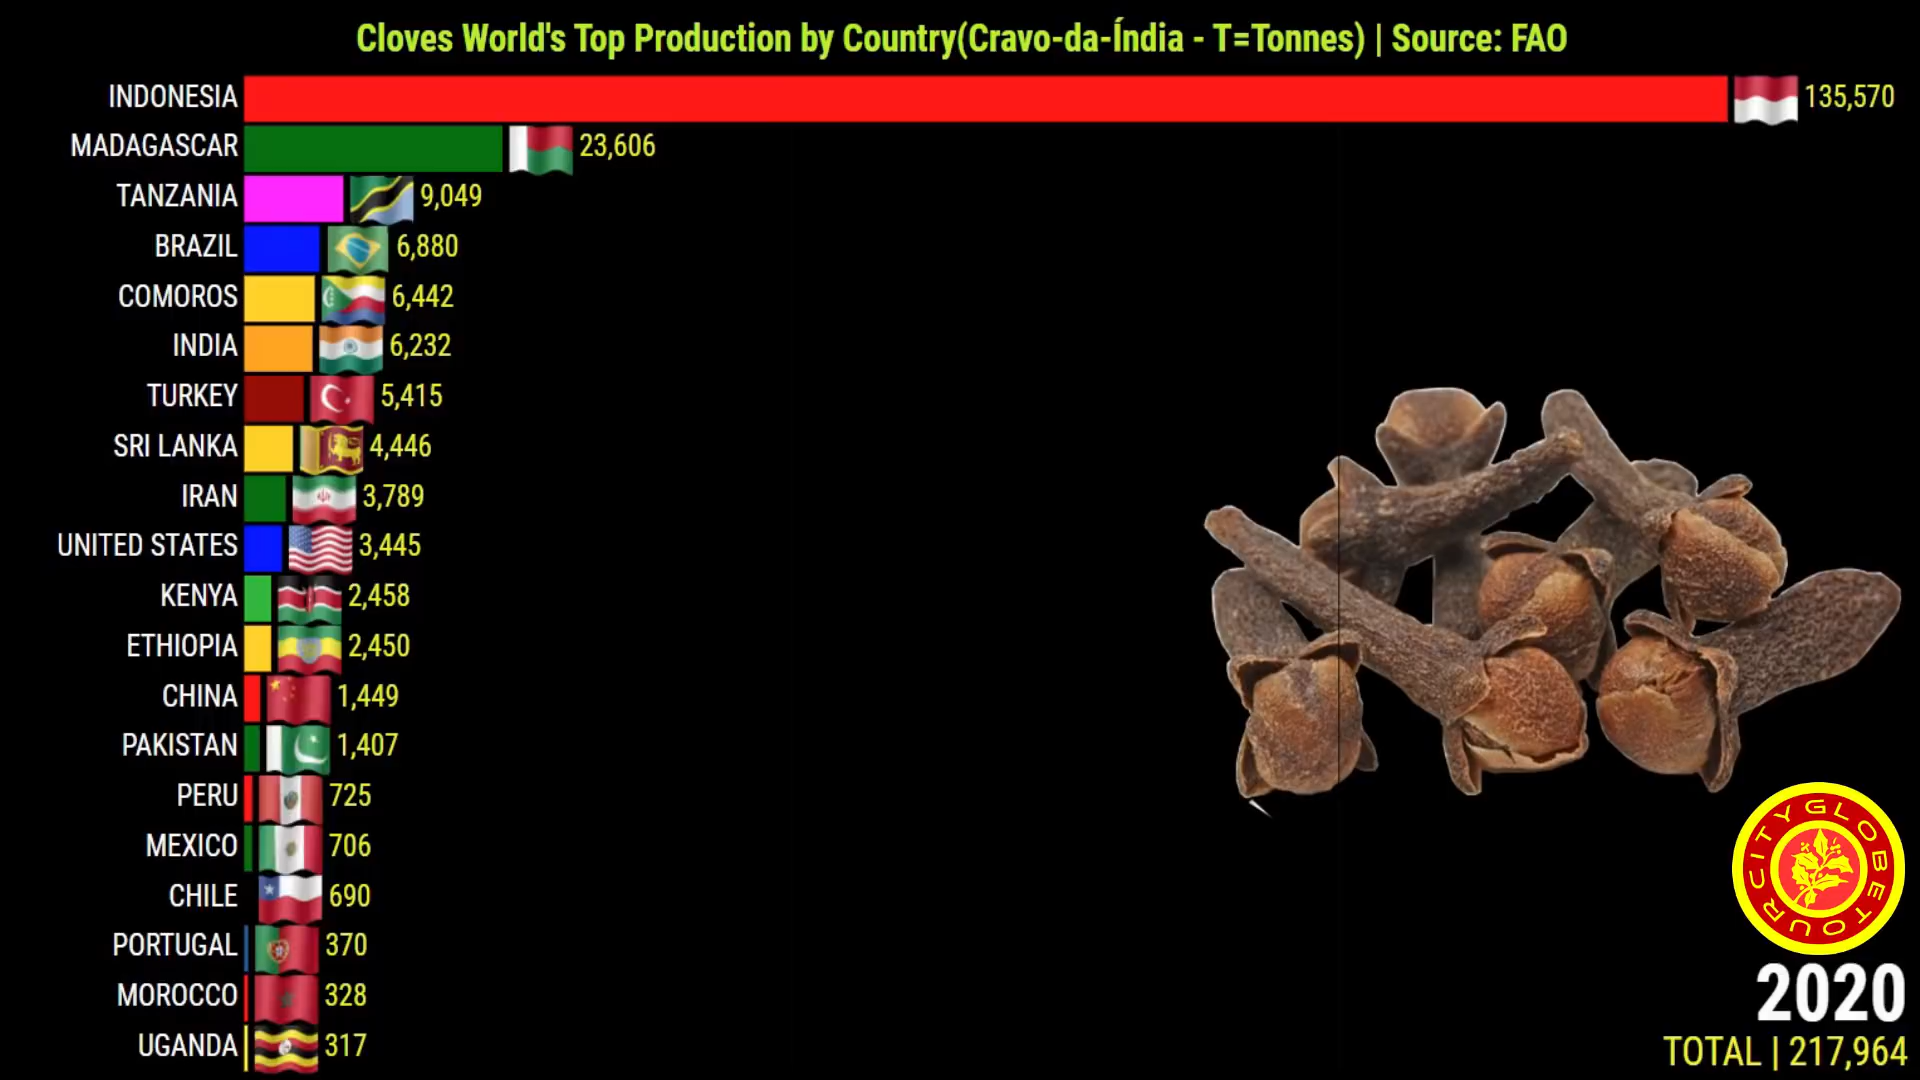 Cloves World's Top Production by Country(Cravo-da-Índia - T=Tonnes) | Source: FAO
INDONESIA 135,570
MADAGASCAR 23,606
TANZANIA 9,049
BRAZIL 6,880
COMOROS 6,442
INDIA 6,232
TURKEY 5,415
SRI LANKA 4,446
IRAN 3,789
UNITED STATES 3,445
KENYA 2,458
ETHIOPIA 2,450
CHINA 1,449
PAKISTAN 1,407
PERU 725
MEXICO 706
CHILE 690
PORTUGAL 370
MOROCCO 328
UGANDA 317
CITYGLOBETOUR
2020
TOTAL | 217,964